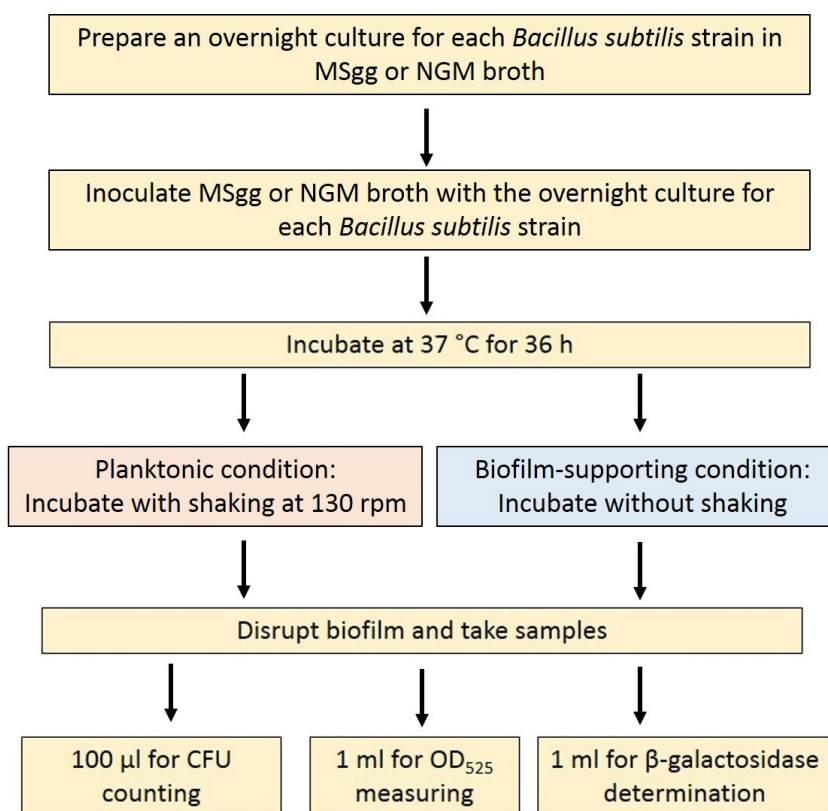 Prepare an overnight culture for each Bacillus subtilis strain in
MSgg or NGM broth
Inoculate MSgg or NGM broth with the overnight culture for
each Bacillus subtilis strain
Incubate at 37 °C for 36 h
Planktonic condition:
Incubate with shaking at 130 rpm
Biofilm-supporting condition:
Incubate without shaking
Disrupt biofilm and take samples
100 µl for CFU
counting
1 ml for OD₅₂₅
measuring
1 ml for β-galactosidase
determination